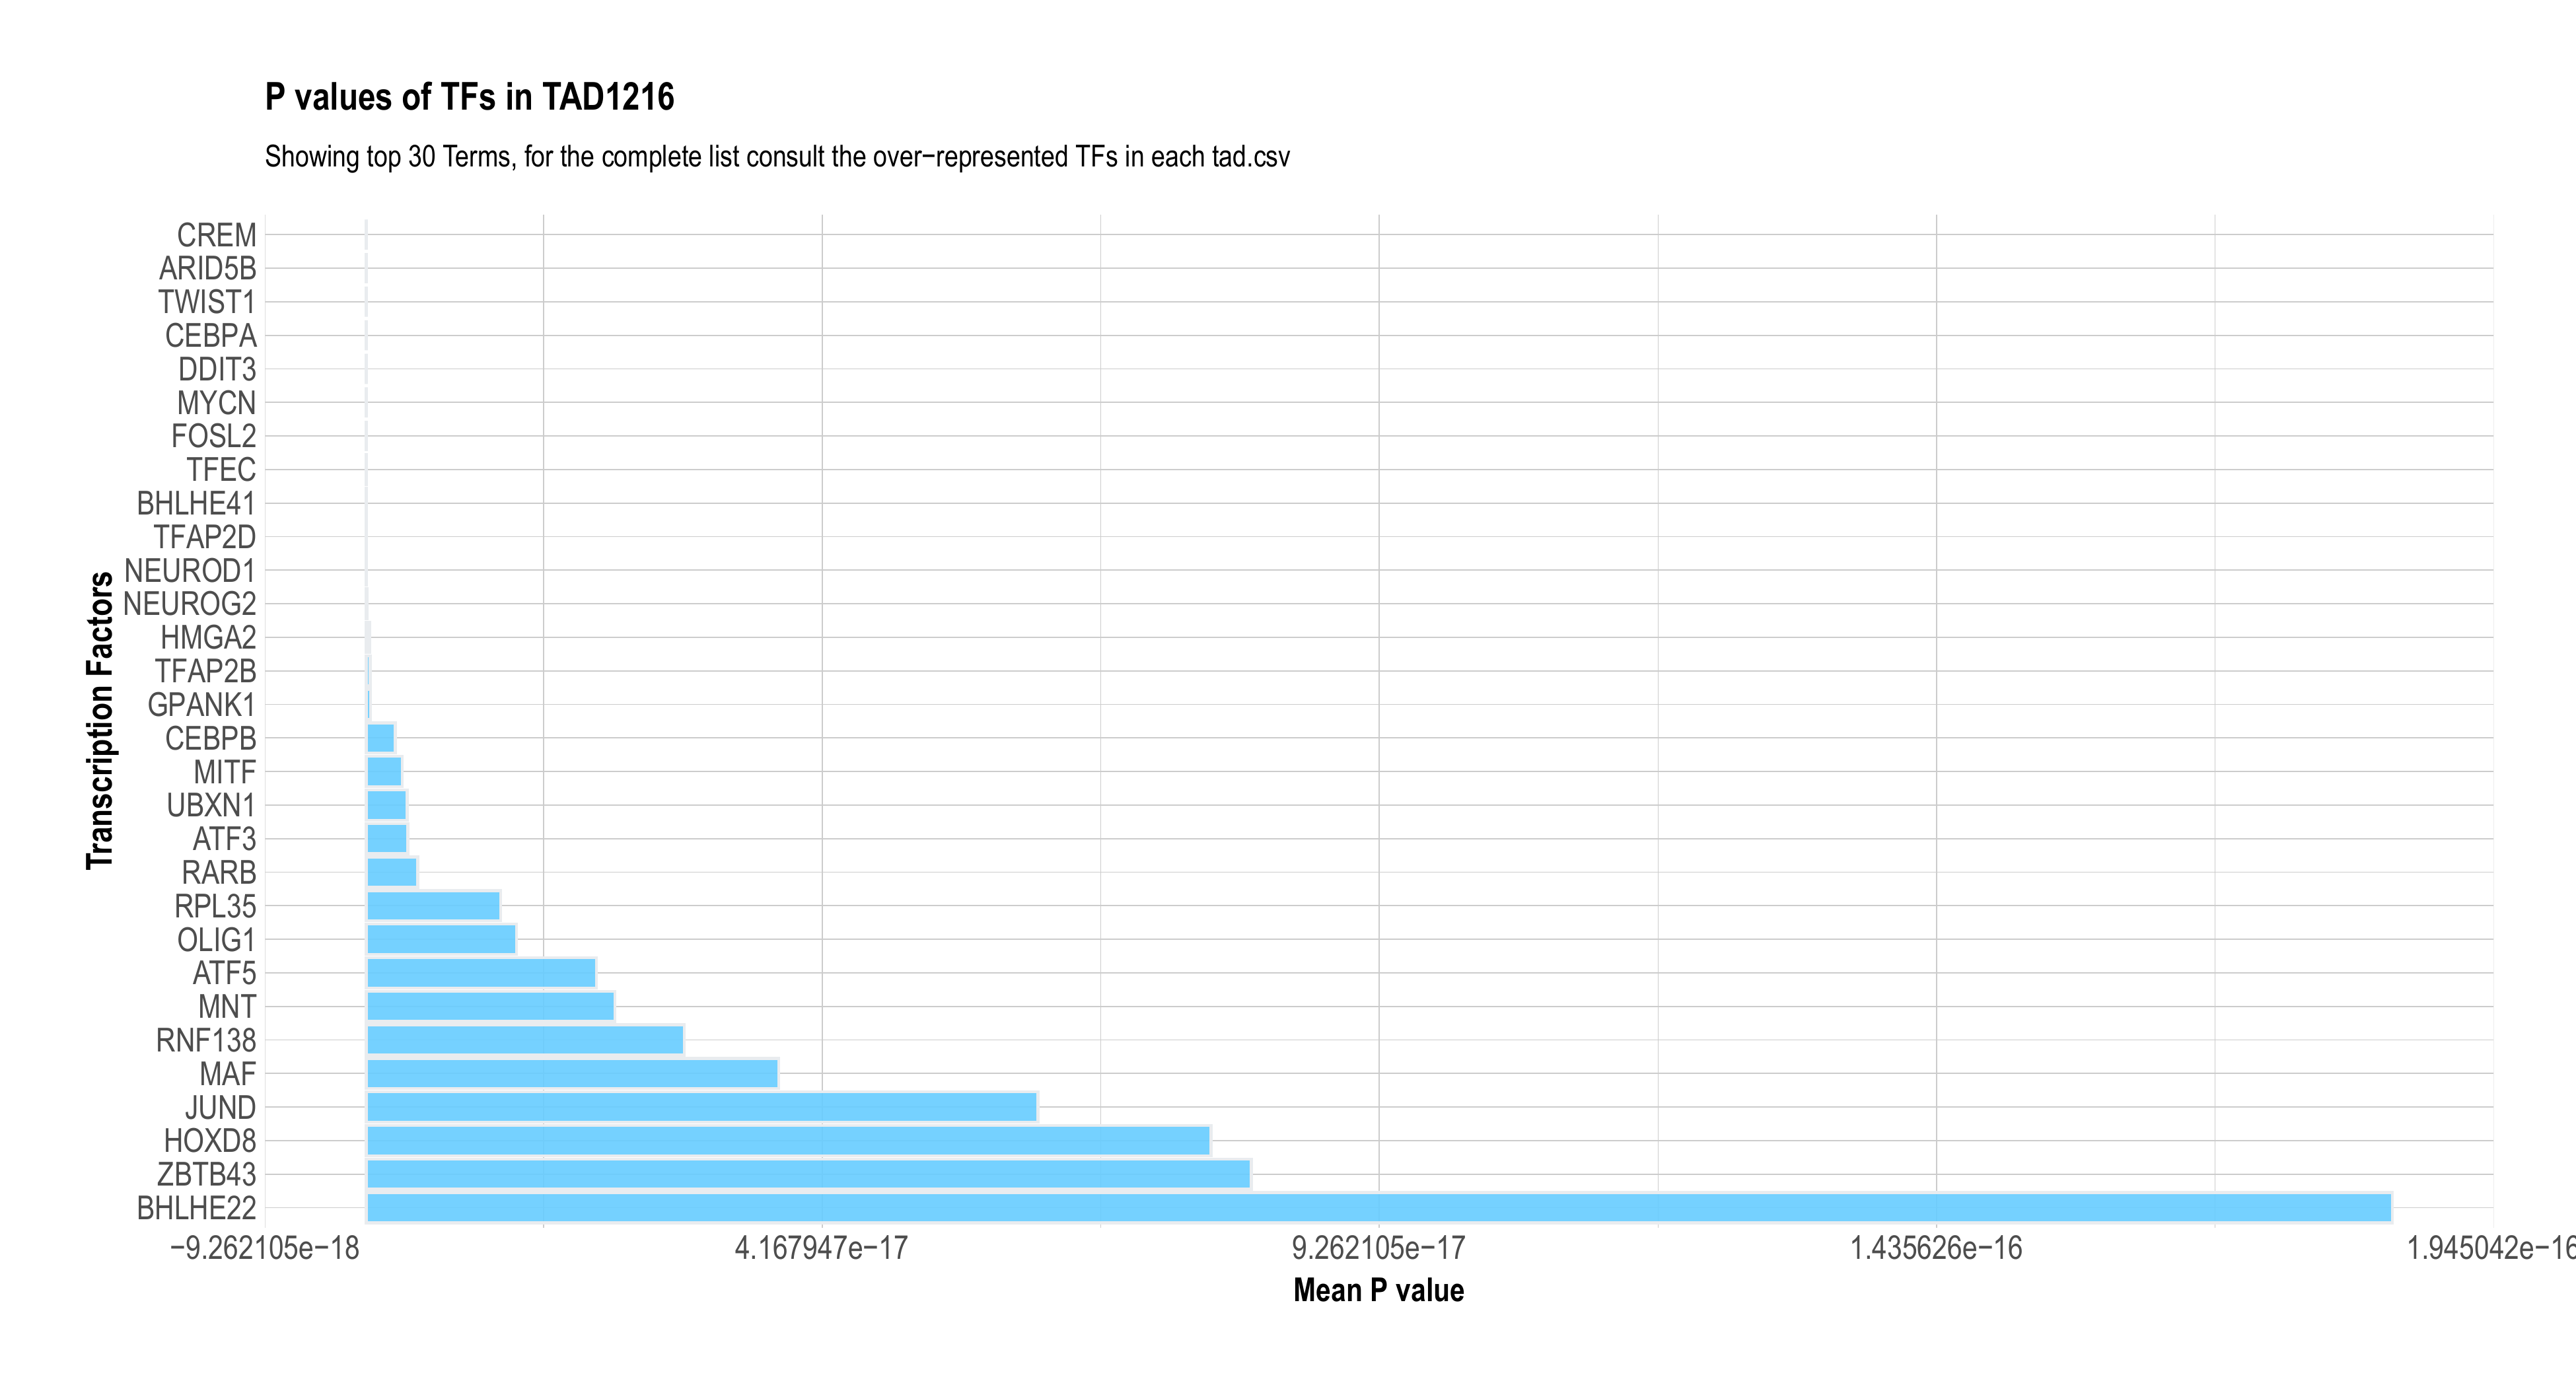 P values of TFs in TAD1216
Showing top 30 Terms, for the complete list consult the over−represented TFs in each tad.csv
Transcription Factors
CREM
ARID5B
TWIST1
CEBPA
DDIT3
MYCN
FOSL2
TFEC
BHLHE41
TFAP2D
NEUROD1
NEUROG2
HMGA2
TFAP2B
GPANK1
CEBPB
MITF
UBXN1
ATF3
RARB
RPL35
OLIG1
ATF5
MNT
RNF138
MAF
JUND
HOXD8
ZBTB43
BHLHE22
−9.262105e−18 4.167947e−17 9.262105e−17 1.435626e−16 1.945042e−16
Mean P value